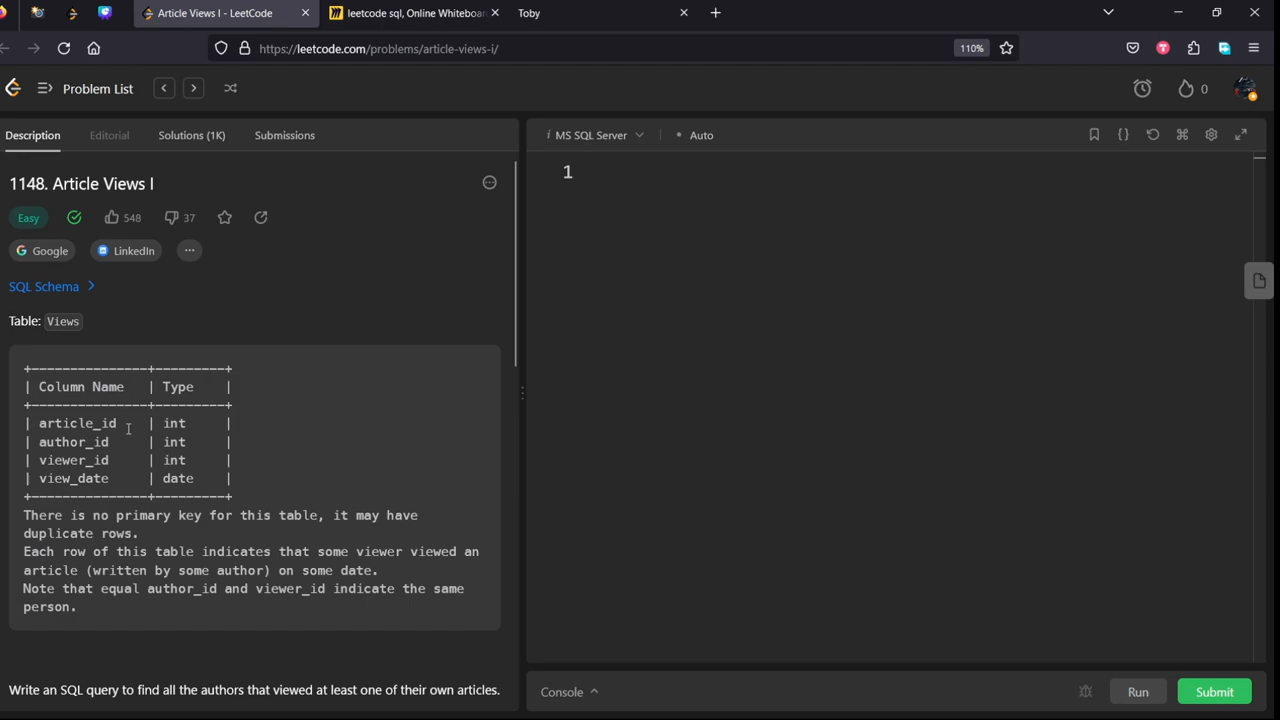 Article Views I - LeetCode
leetcode sql, Online Whiteboard
Toby
https://leetcode.com/problems/article-views-i/
110%
Problem List
0
Description
Editorial
Solutions (1K)
Submissions
1148. Article Views I
Easy
548
37
Google
LinkedIn
SQL Schema
Table: Views
+---------------+---------+
| Column Name | Type |
+---------------+---------+
| article_id | int |
| author_id | int |
| viewer_id | int |
| view_date | date |
+---------------+---------+
There is no primary key for this table, it may have
duplicate rows.
Each row of this table indicates that some viewer viewed an
article (written by some author) on some date.
Note that equal author_id and viewer_id indicate the same
person.
Write an SQL query to find all the authors that viewed at least one of their own articles.
i MS SQL Server
Auto
1
Console
Run
Submit